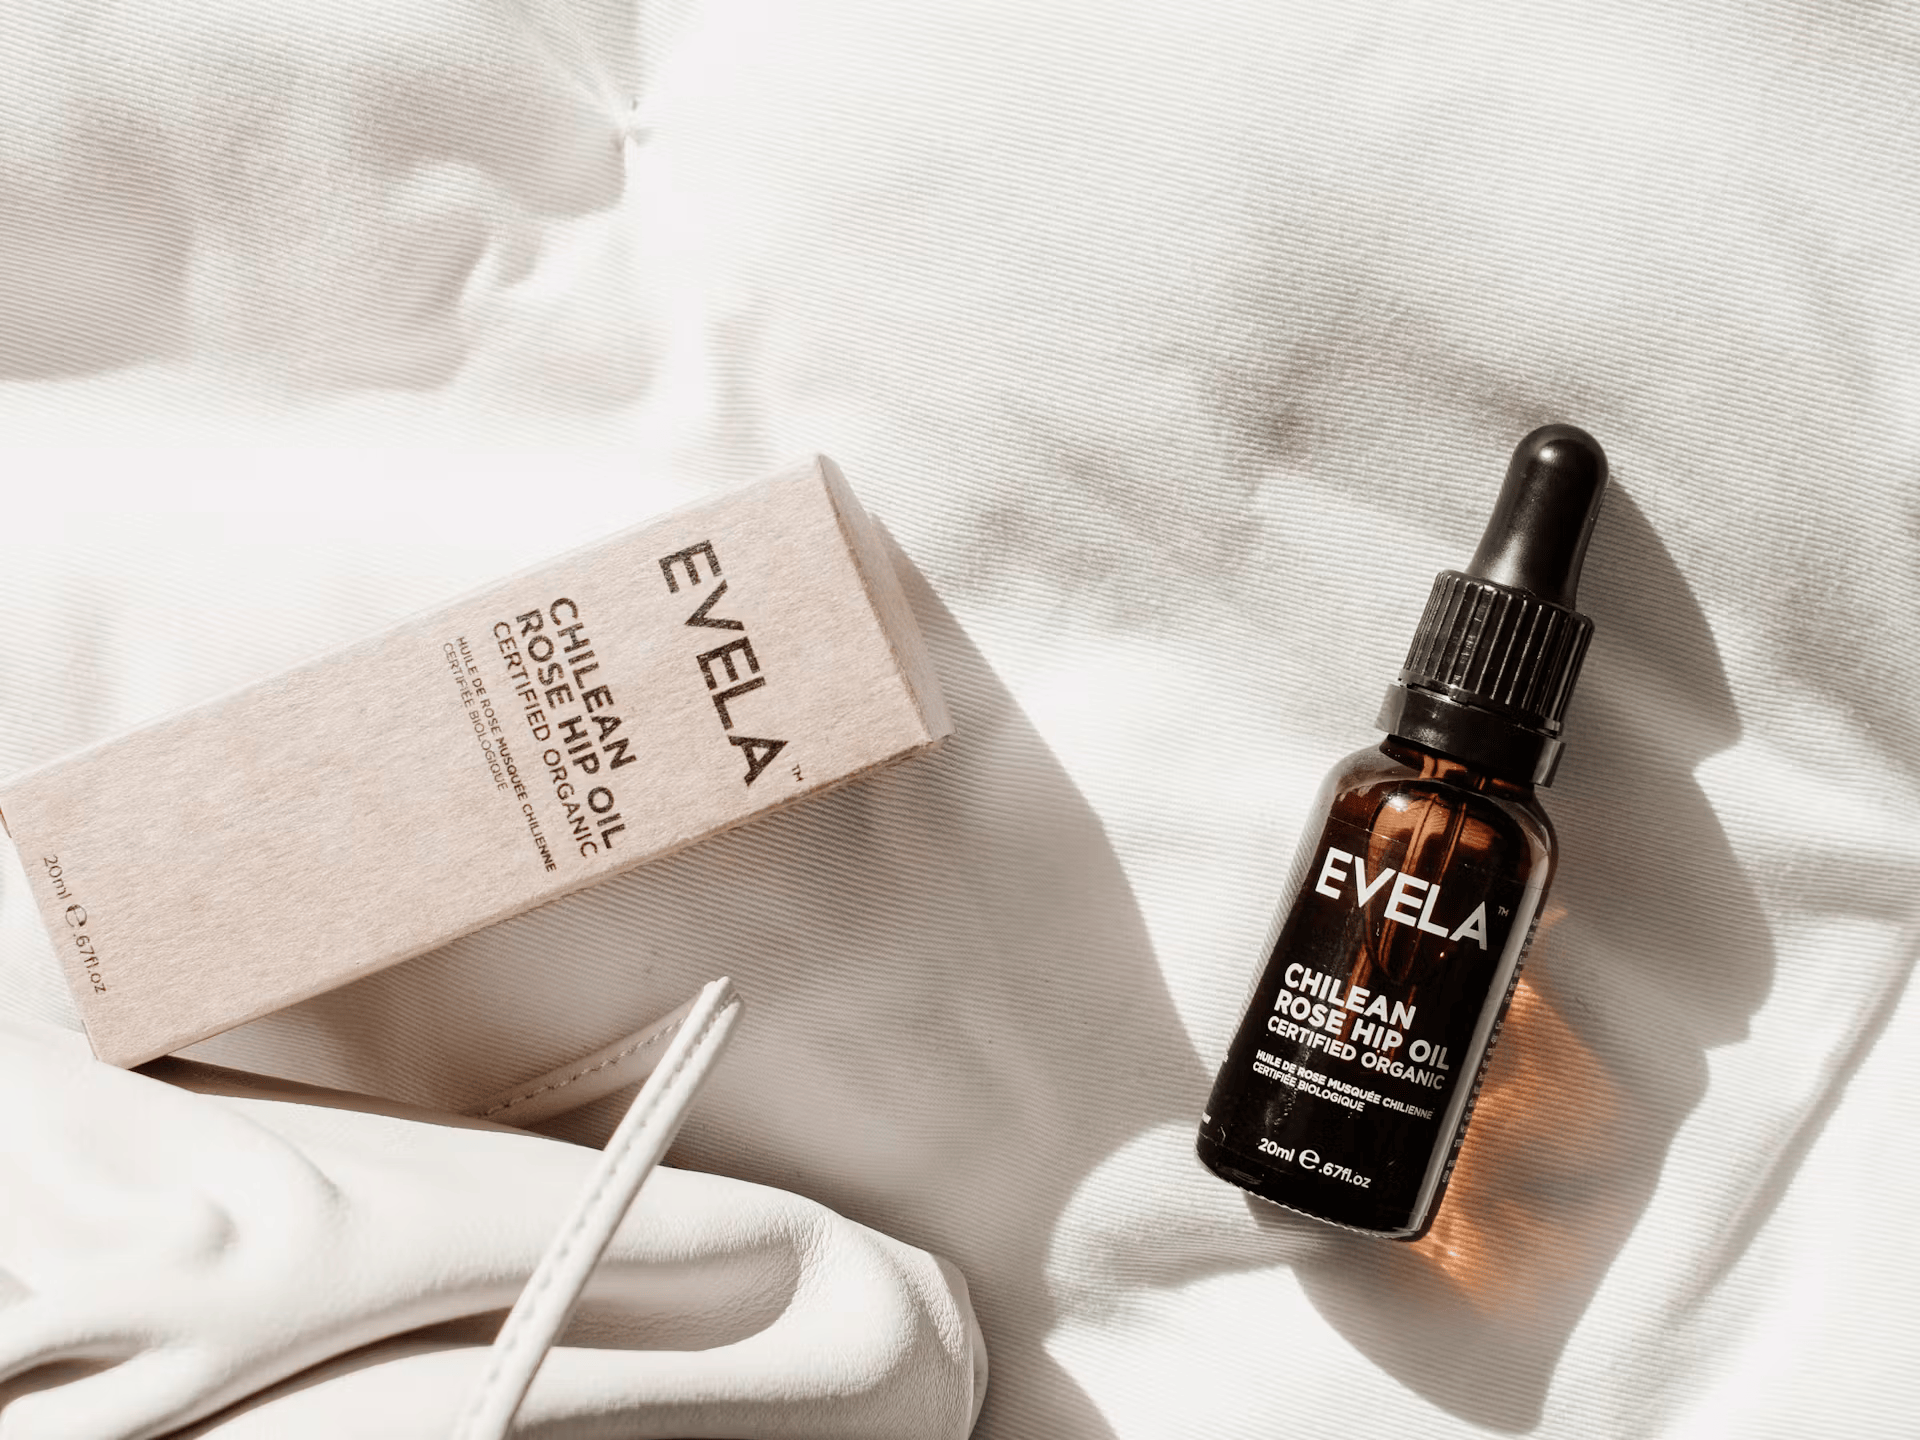 EVELA™
CHILEAN
ROSE HIP OIL
CERTIFIED ORGANIC
HUILE DE ROSE MUSQUÉE CHILIENNE
CERTIFIÉE BIOLOGIQUE
20ml ℮ .67fl.oz
EVELA™
CHILEAN
ROSE HIP OIL
CERTIFIED ORGANIC
HUILE DE ROSE MUSQUÉE CHILIENNE
CERTIFIÉE BIOLOGIQUE
20ml ℮ .67fl.oz